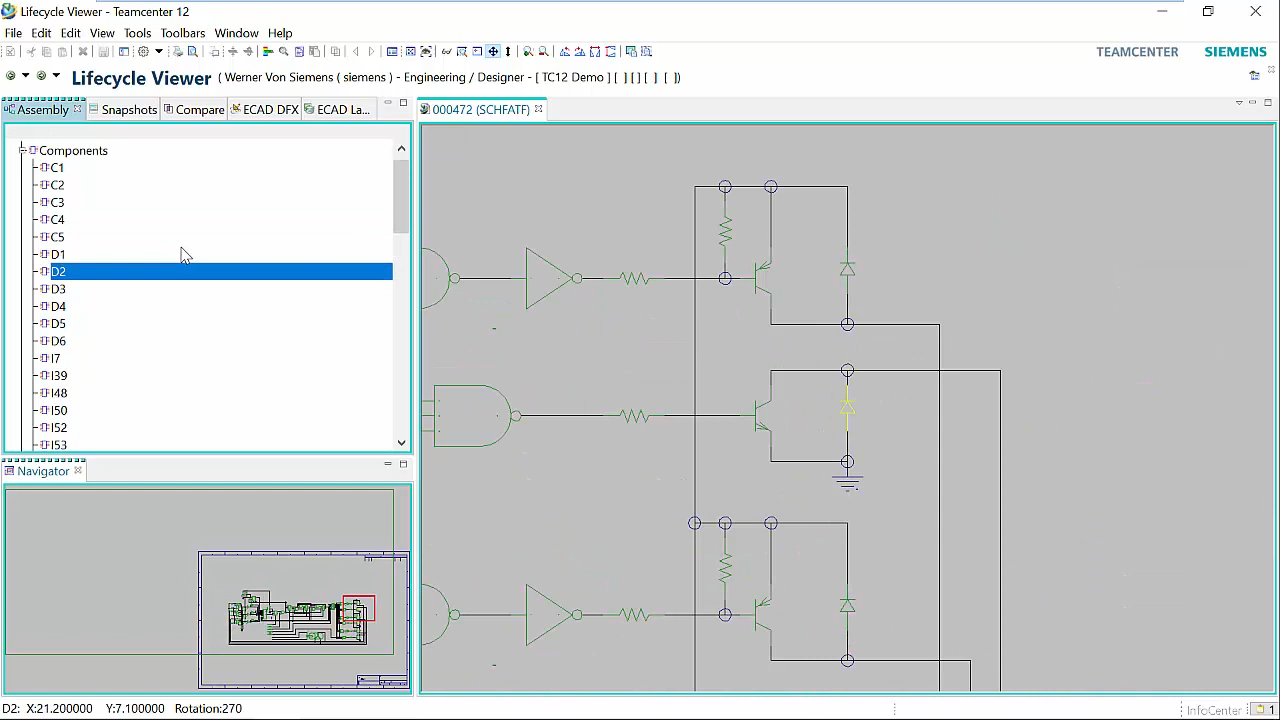 Lifecycle Viewer - Teamcenter 12
File Edit Edit View Tools Toolbars Window Help
TEAMCENTER SIEMENS
Lifecycle Viewer ( Werner Von Siemens ( siemens ) - Engineering / Designer - [ TC12 Demo ] [ ] [ ] [ ] [ ])
Assembly Snapshots Compare ECAD DFX ECAD La... 000472 (SCHFATF)
Components
C1
C2
C3
C4
C5
D1
D2
D3
D4
D5
D6
I7
I39
I48
I50
I52
I53
Navigator
D2: X:21.200000 Y:7.100000 Rotation:270
InfoCenter 1